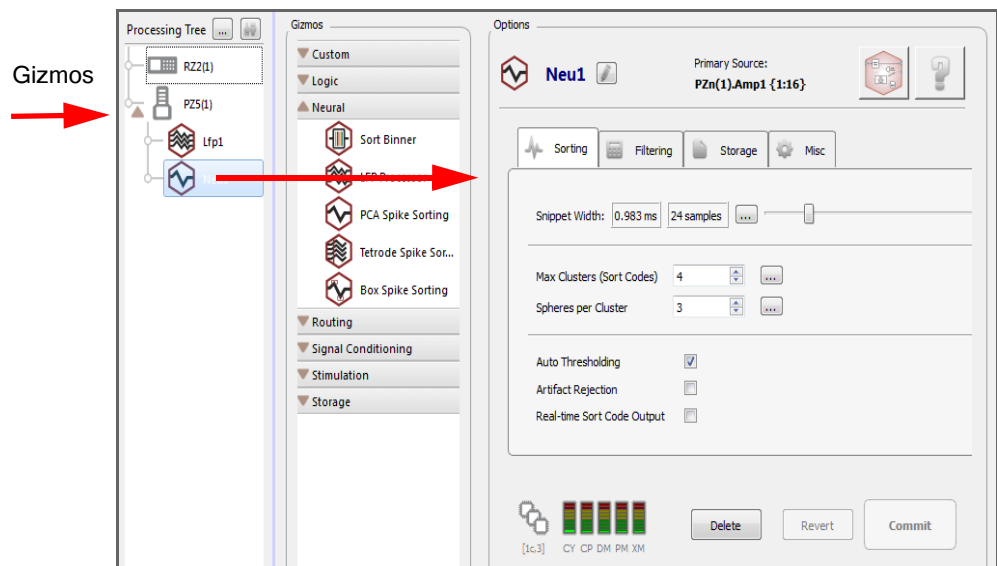 Gizmos
Processing Tree ...
RZ2(1)
PZ5(1)
Lfp1
Gizmos
Custom
Logic
Neural
Sort Binner
LFP Processor
PCA Spike Sorting
Tetrode Spike Sor...
Box Spike Sorting
Routing
Signal Conditioning
Stimulation
Storage
Options
Neu1
Primary Source:
PZn(1).Amp1 {1:16}
Sorting Filtering Storage Misc
Snippet Width: 0.983 ms 24 samples ...
Max Clusters (Sort Codes) 4 ...
Spheres per Cluster 3 ...
Auto Thresholding
Artifact Rejection
Real-time Sort Code Output
[1c,3] CY CP DM PM XM
Delete Revert Commit